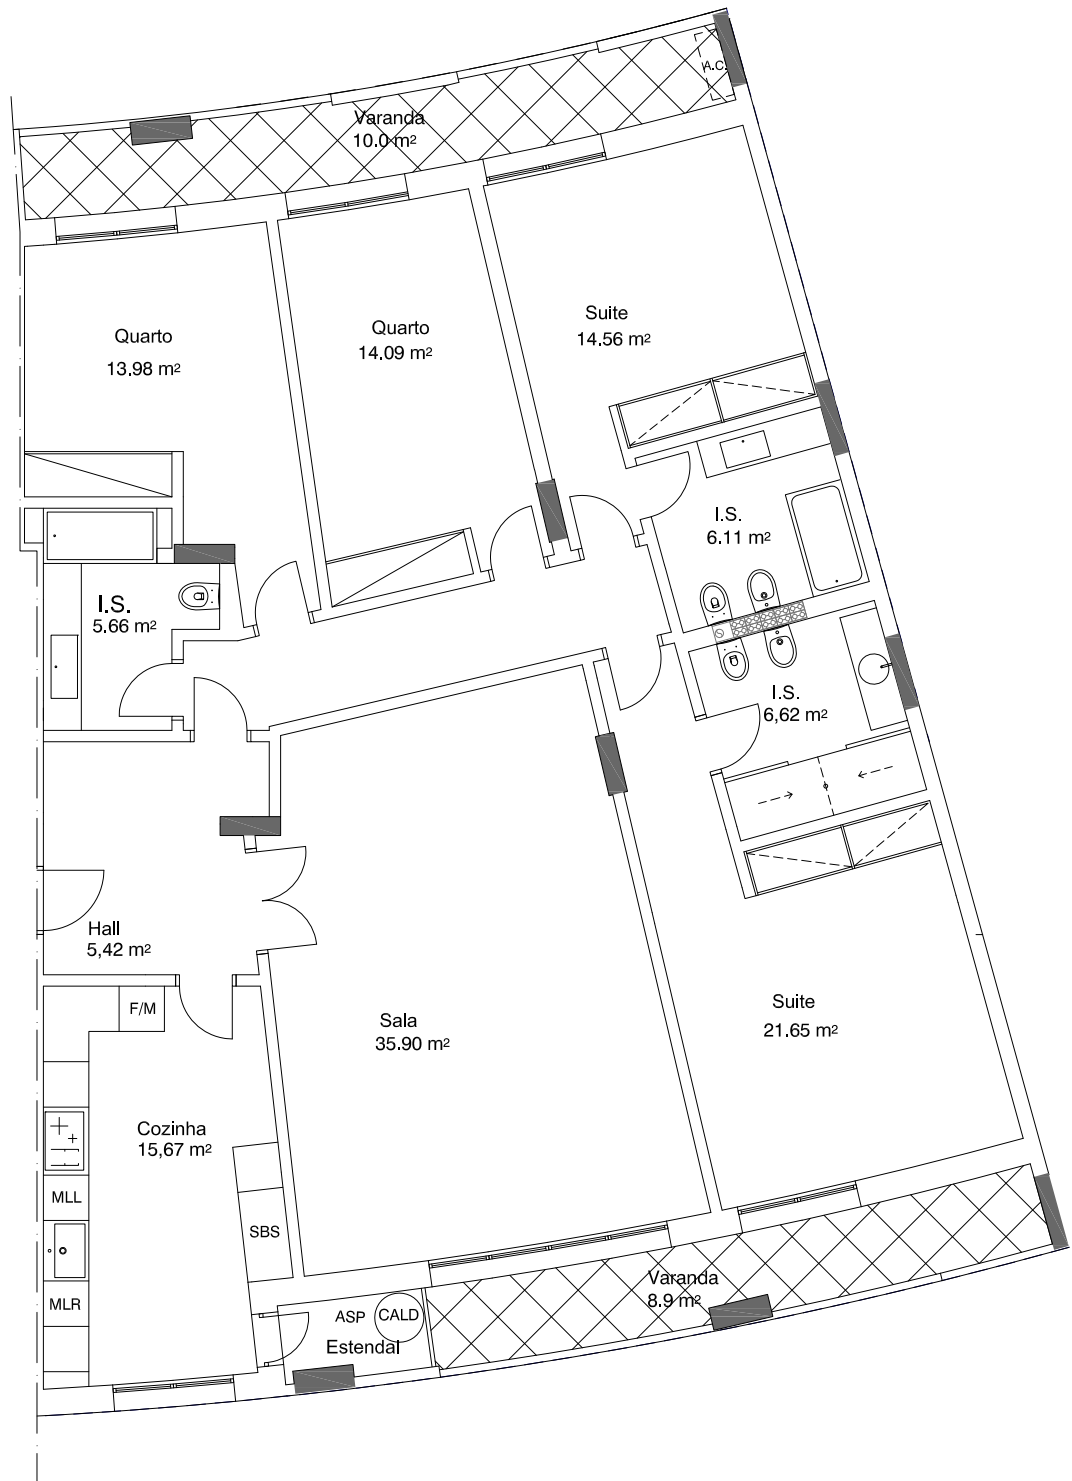 A.C.
Varanda
10.0 m²
Suite
14.56 m²
Quarto
14.09 m²
Quarto
13.98 m²
I.S.
6.11 m²
I.S.
5.66 m²
I.S.
6,62 m²
Hall
5,42 m²
F/M
Sala
35.90 m²
Suite
21.65 m²
Cozinha
15,67 m²
MLL
SBS
MLR
Varanda
8.9 m²
ASP
CALD
Estendal